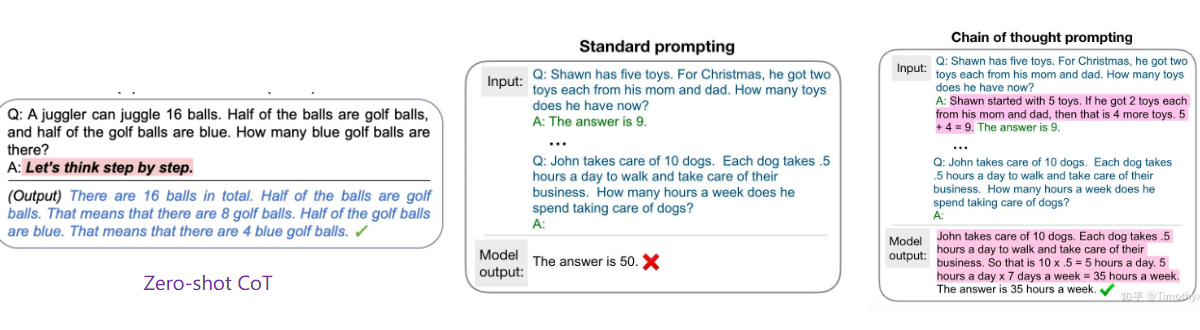 Q: A juggler can juggle 16 balls. Half of the balls are golf balls,
and half of the golf balls are blue. How many blue golf balls are
there?
A: Let's think step by step.
(Output) There are 16 balls in total. Half of the balls are golf
balls. That means that there are 8 golf balls. Half of the golf balls
are blue. That means that there are 4 blue golf balls. ✓
Zero-shot CoT
Standard prompting
Input:
Q: Shawn has five toys. For Christmas, he got two
toys each from his mom and dad. How many toys
does he have now?
A: The answer is 9.
...
Q: John takes care of 10 dogs. Each dog takes .5
hours a day to walk and take care of their
business. How many hours a week does he
spend taking care of dogs?
A:
Model
output:
The answer is 50. ❌
Chain of thought prompting
Input:
Q: Shawn has five toys. For Christmas, he got two
toys each from his mom and dad. How many toys
does he have now?
A: Shawn started with 5 toys. If he got 2 toys each
from his mom and dad, then that is 4 more toys. 5
+ 4 = 9. The answer is 9.
...
Q: John takes care of 10 dogs. Each dog takes
.5 hours a day to walk and take care of their
business. How many hours a week does he
spend taking care of dogs?
A:
Model
output:
John takes care of 10 dogs. Each dog takes .5
hours a day to walk and take care of their
business. So that is 10 x .5 = 5 hours a day. 5
hours a day x 7 days a week = 35 hours a week.
The answer is 35 hours a week. ✓
知乎 @Timothy